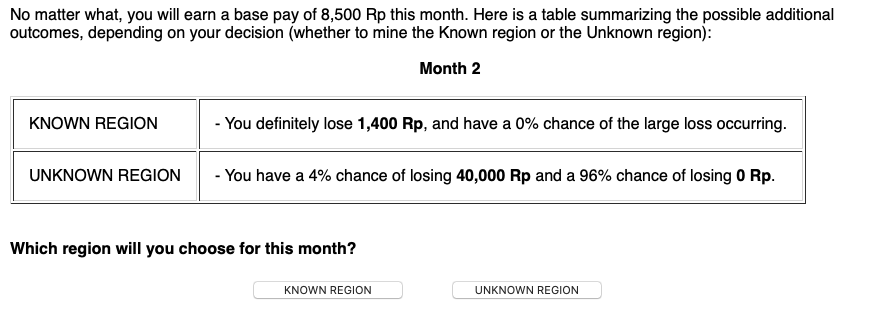 No matter what, you will earn a base pay of 8,500 Rp this month. Here is a table summarizing the possible additional
outcomes, depending on your decision (whether to mine the Known region or the Unknown region):
Month 2
KNOWN REGION - You definitely lose 1,400 Rp, and have a 0% chance of the large loss occurring.
UNKNOWN REGION - You have a 4% chance of losing 40,000 Rp and a 96% chance of losing 0 Rp.
Which region will you choose for this month?
KNOWN REGION UNKNOWN REGION